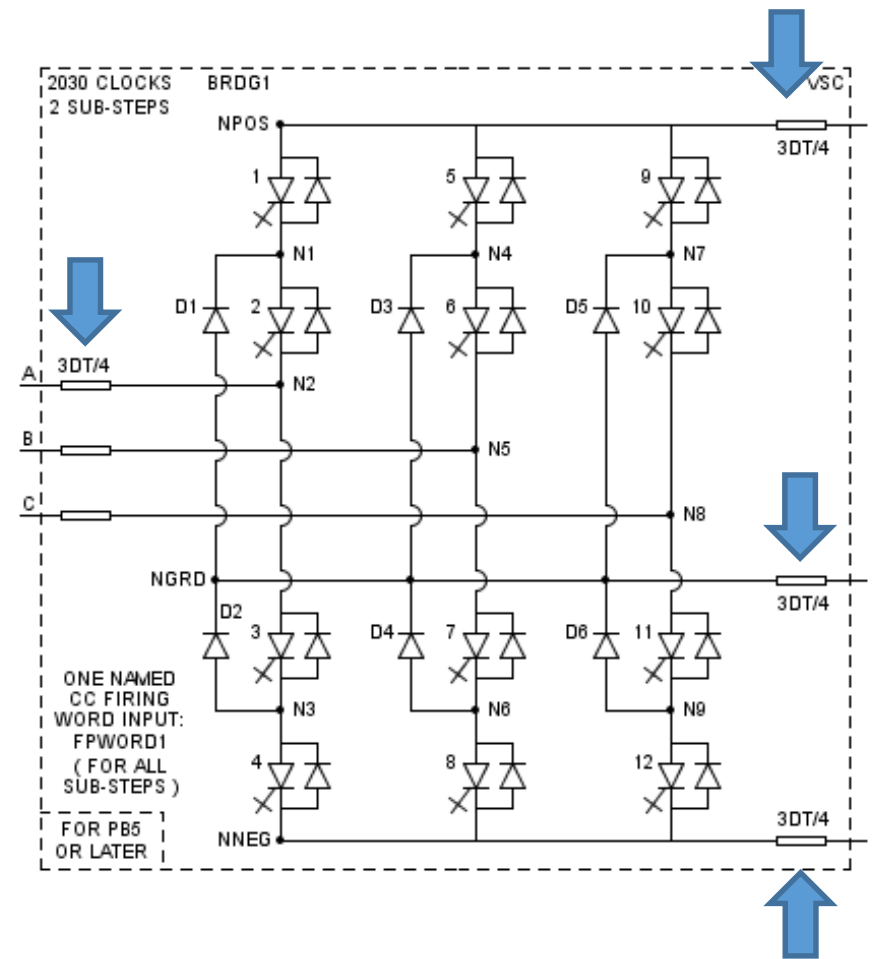 2030 CLOCKS
2 SUB-STEPS
BRDG1
VSC
NPOS
3DT/4
1
5
9
N1
N4
N7
D1
2
D3
6
D5
10
3DT/4
A
N2
B
N5
C
N8
NGRD
3DT/4
D2
3
D4
7
D6
11
ONE NAMED
CC FIRING
WORD INPUT:
FPWORD1
( FOR ALL
SUB-STEPS )
N3
N6
N9
4
8
12
FOR PB5
OR LATER
NNEG
3DT/4